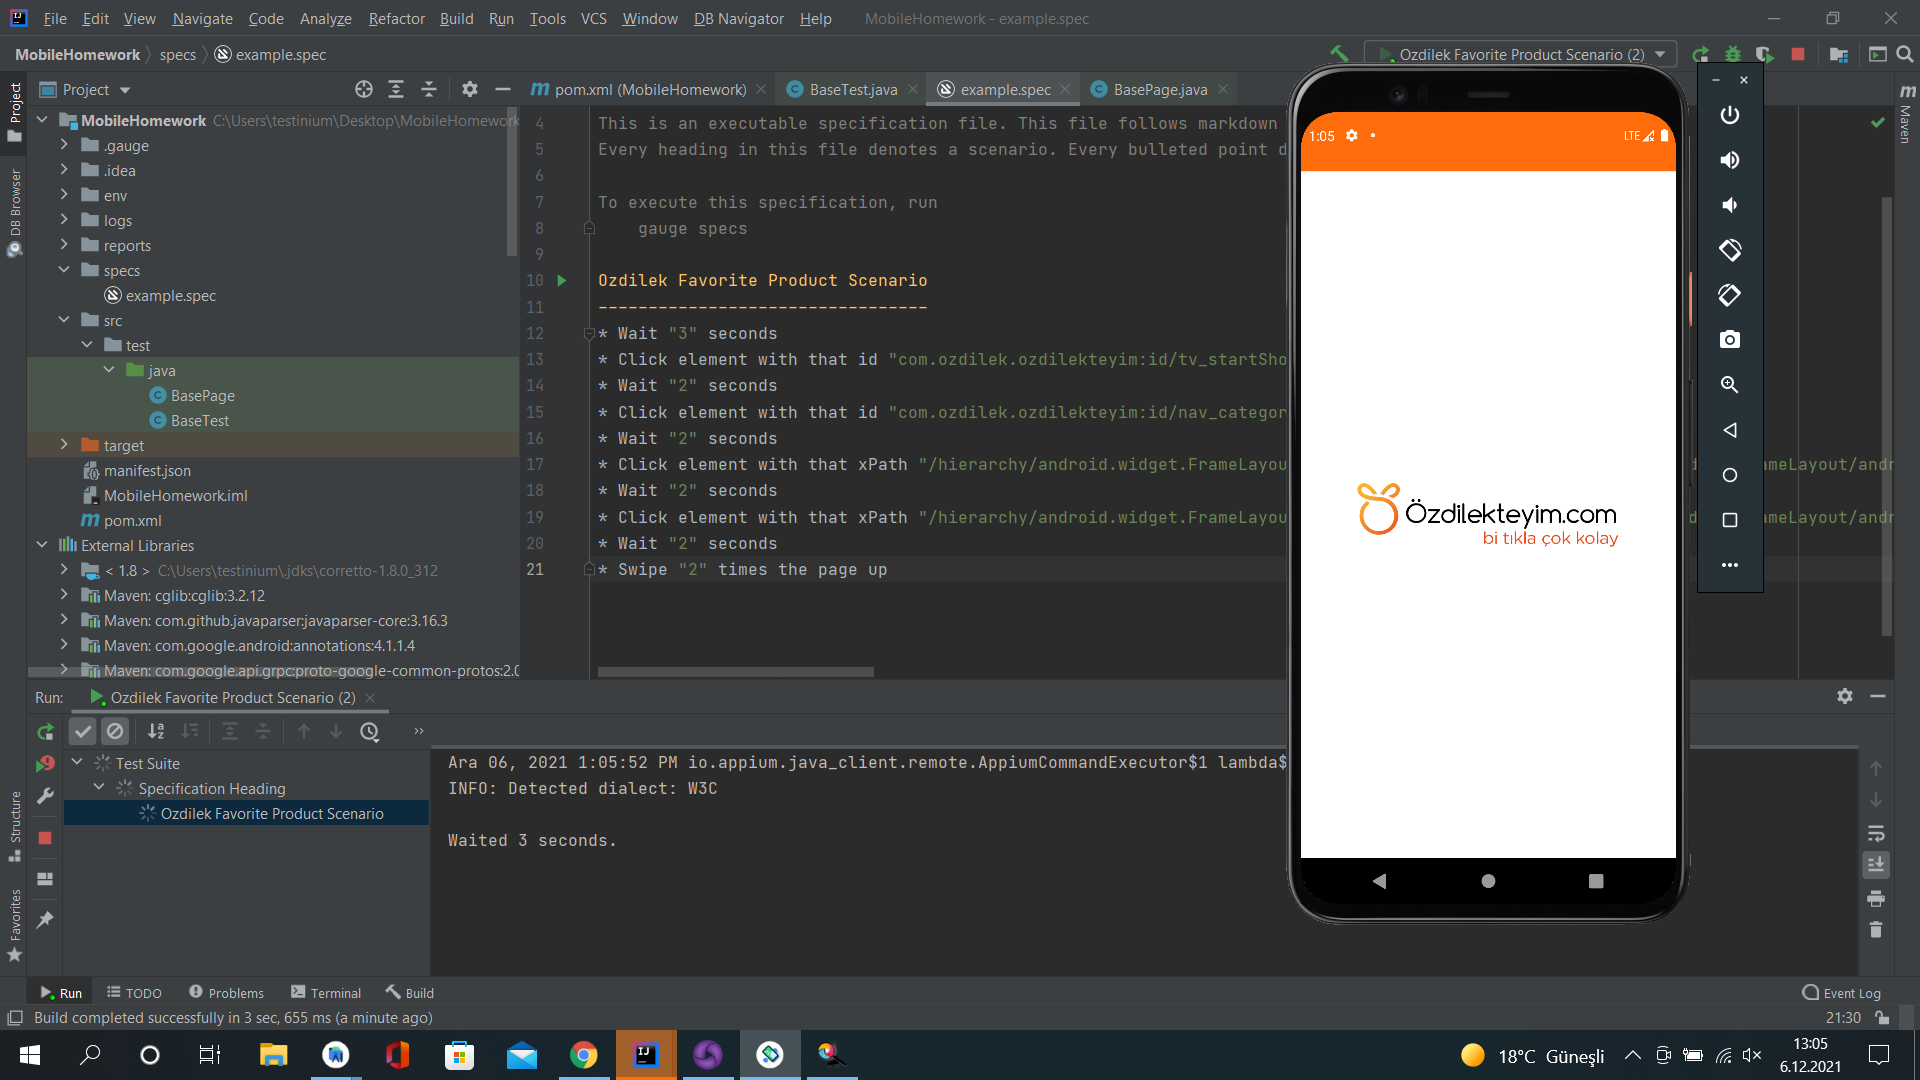 File Edit View Navigate Code Analyze Refactor Build Run Tools VCS Window DB Navigator Help MobileHomework - example.spec
MobileHomework specs example.spec
Ozdilek Favorite Product Scenario (2)
Project
pom.xml (MobileHomework) BaseTest.java example.spec BasePage.java
MobileHomework C:\Users\testinium\Desktop\MobileHomework
.gauge
.idea
env
logs
reports
specs
example.spec
src
test
java
BasePage
BaseTest
target
manifest.json
MobileHomework.iml
pom.xml
External Libraries
< 1.8 > C:\Users\testinium\.jdks\corretto-1.8.0_312
Maven: cglib:cglib:3.2.12
Maven: com.github.javaparser:javaparser-core:3.16.3
Maven: com.google.android:annotations:4.1.1.4
Maven: com.google.api.grpc:proto-google-common-protos:2.0
4 This is an executable specification file. This file follows markdown
5 Every heading in this file denotes a scenario. Every bulleted point d
6
7 To execute this specification, run
8 gauge specs
9
10 Ozdilek Favorite Product Scenario
11 ---------------------------------
12 * Wait "3" seconds
13 * Click element with that id "com.ozdilek.ozdilekteyim:id/tv_startSho
14 * Wait "2" seconds
15 * Click element with that id "com.ozdilek.ozdilekteyim:id/nav_categor
16 * Wait "2" seconds
17 * Click element with that xPath "/hierarchy/android.widget.FrameLayou ameLayout/andr
18 * Wait "2" seconds
19 * Click element with that xPath "/hierarchy/android.widget.FrameLayou ameLayout/andr
20 * Wait "2" seconds
21 * Swipe "2" times the page up
1:05 LTE
Özdilekteyim.com
bi tıkla çok kolay
Project
DB Browser
Structure
Favorites
Maven
Run: Ozdilek Favorite Product Scenario (2)
Test Suite
Specification Heading
Ozdilek Favorite Product Scenario
Ara 06, 2021 1:05:52 PM io.appium.java_client.remote.AppiumCommandExecutor$1 lambda$
INFO: Detected dialect: W3C
Waited 3 seconds.
Run TODO Problems Terminal Build Event Log
Build completed successfully in 3 sec, 655 ms (a minute ago) 21:30
18°C Güneşli
13:05
6.12.2021